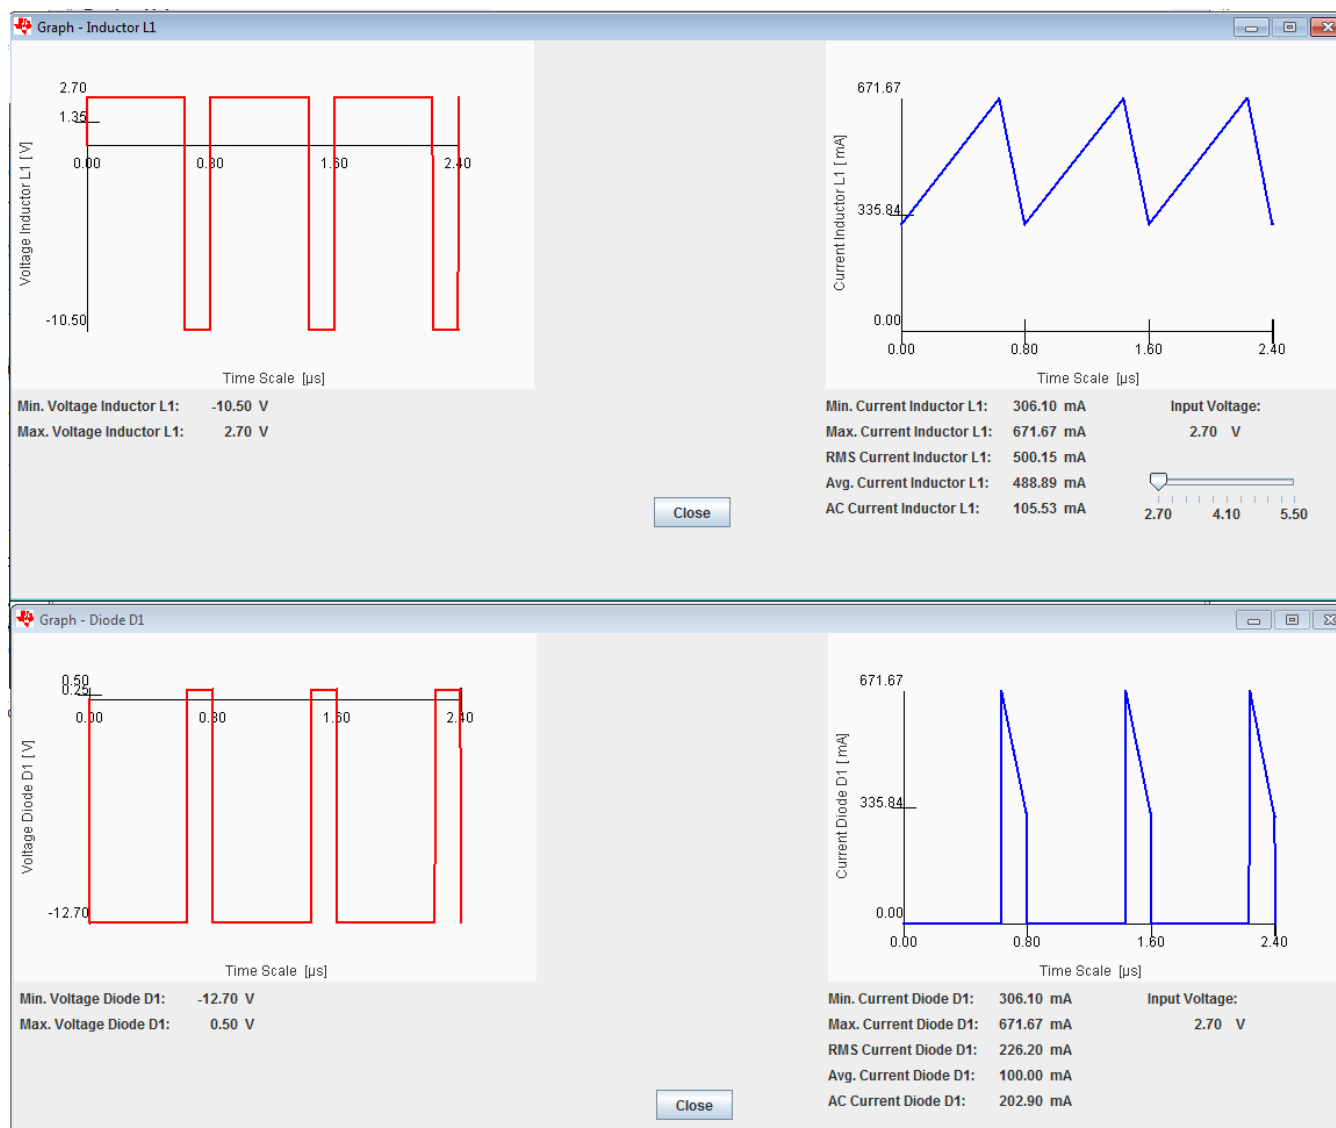 Graph - Inductor L1
2.70
1.35
0.00
0.80
1.60
2.40
-10.50
Voltage Inductor L1 [V]
Time Scale [µs]
671.67
335.84
0.00
0.00
0.80
1.60
2.40
Current Inductor L1 [mA]
Time Scale [µs]
Min. Voltage Inductor L1: -10.50 V
Max. Voltage Inductor L1: 2.70 V
Min. Current Inductor L1: 306.10 mA
Max. Current Inductor L1: 671.67 mA
RMS Current Inductor L1: 500.15 mA
Avg. Current Inductor L1: 488.89 mA
AC Current Inductor L1: 105.53 mA
Input Voltage:
2.70 V
2.70 4.10 5.50
Close
Graph - Diode D1
0.50
0.25
0.00
0.80
1.60
2.40
-12.70
Voltage Diode D1 [V]
Time Scale [µs]
671.67
335.84
0.00
0.00
0.80
1.60
2.40
Current Diode D1 [mA]
Time Scale [µs]
Min. Voltage Diode D1: -12.70 V
Max. Voltage Diode D1: 0.50 V
Min. Current Diode D1: 306.10 mA
Max. Current Diode D1: 671.67 mA
RMS Current Diode D1: 226.20 mA
Avg. Current Diode D1: 100.00 mA
AC Current Diode D1: 202.90 mA
Input Voltage:
2.70 V
Close